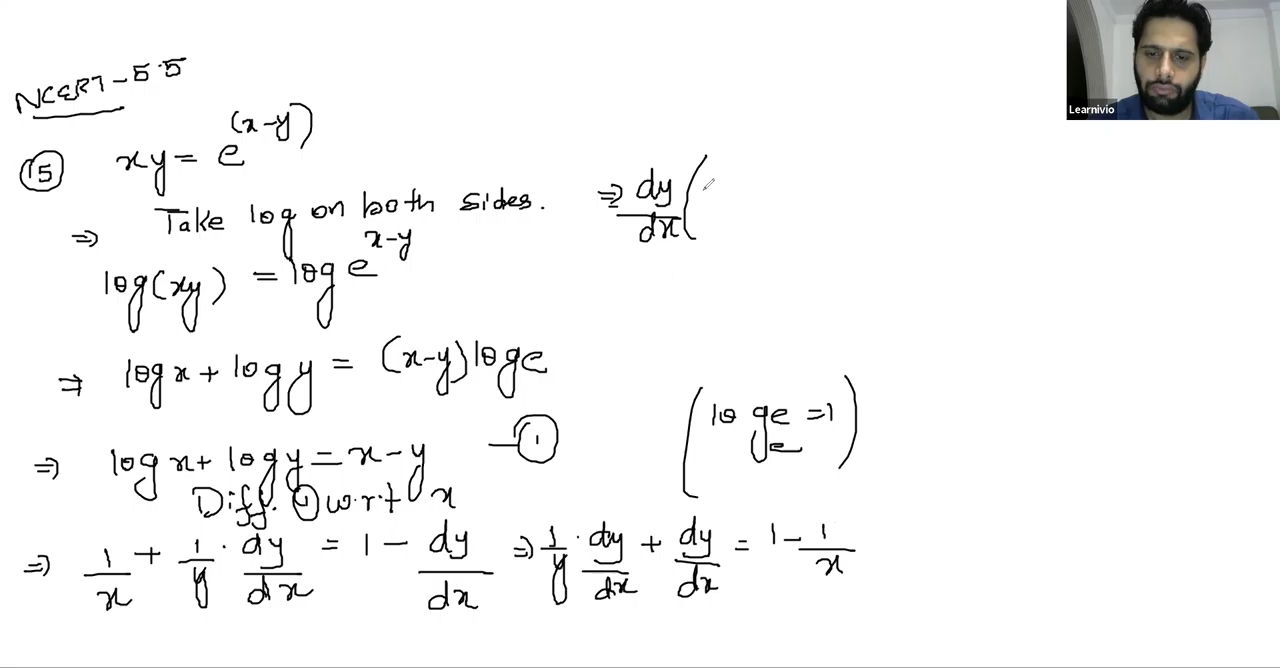 NCERT - 5.5
(15) xy = e^(x-y)
⇒ Take log on both sides.
log(xy) = log e^x-y
⇒ log x + log y = (x-y) log e
⇒ log x + log y = x - y — (1)
Diff. (1) w.r.t x
⇒ 1/x + 1/y · dy/dx = 1 - dy/dx ⇒ 1/y · dy/dx + dy/dx = 1 - 1/x
⇒ dy/dx (
(log_e e = 1)
Learnivio